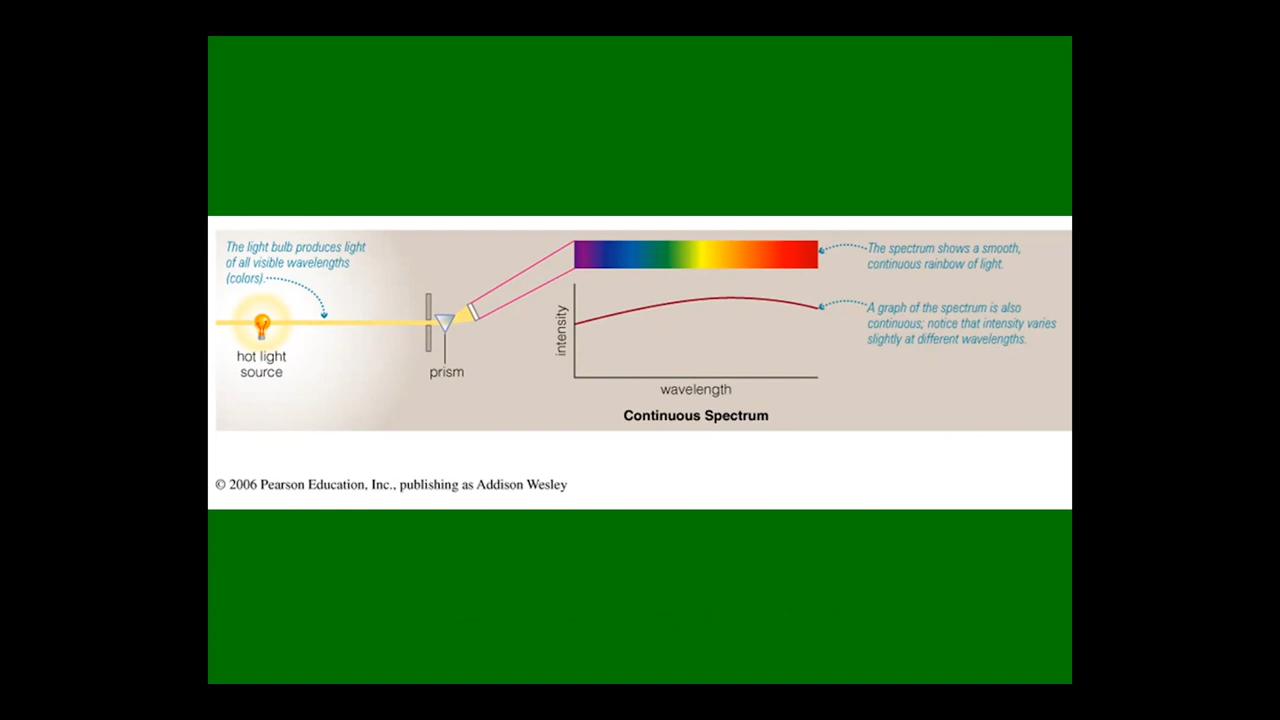 The light bulb produces light
of all visible wavelengths
(colors).
hot light
source
prism
The spectrum shows a smooth,
continuous rainbow of light.
intensity
A graph of the spectrum is also
continuous; notice that intensity varies
slightly at different wavelengths.
wavelength
Continuous Spectrum
© 2006 Pearson Education, Inc., publishing as Addison Wesley